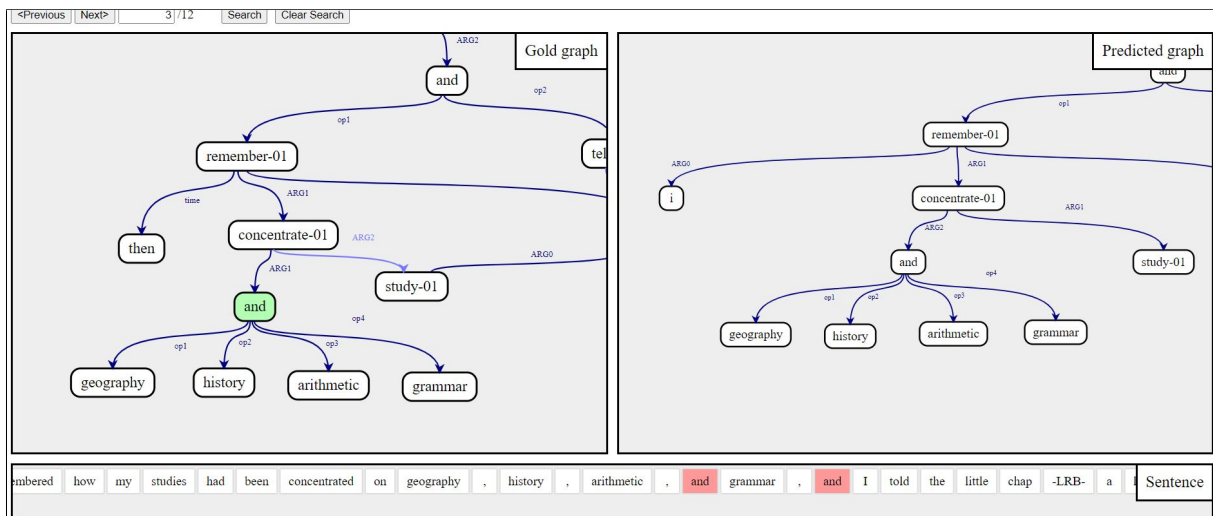 <Previous Next> 3 /12 Search Clear Search
Gold graph
ARG2
and
op1
op2
remember-01
time
ARG1
then
concentrate-01
ARG2
ARG1
ARG0
study-01
and
op1
op2
op3
op4
geography
history
arithmetic
grammar
Predicted graph
and
op1
remember-01
ARG0
ARG1
i
concentrate-01
ARG2
ARG1
and
study-01
op1
op2
op3
op4
geography
history
arithmetic
grammar
how my studies had been concentrated on geography , history , arithmetic , and grammar , and I told the little chap -LRB- a
Sentence